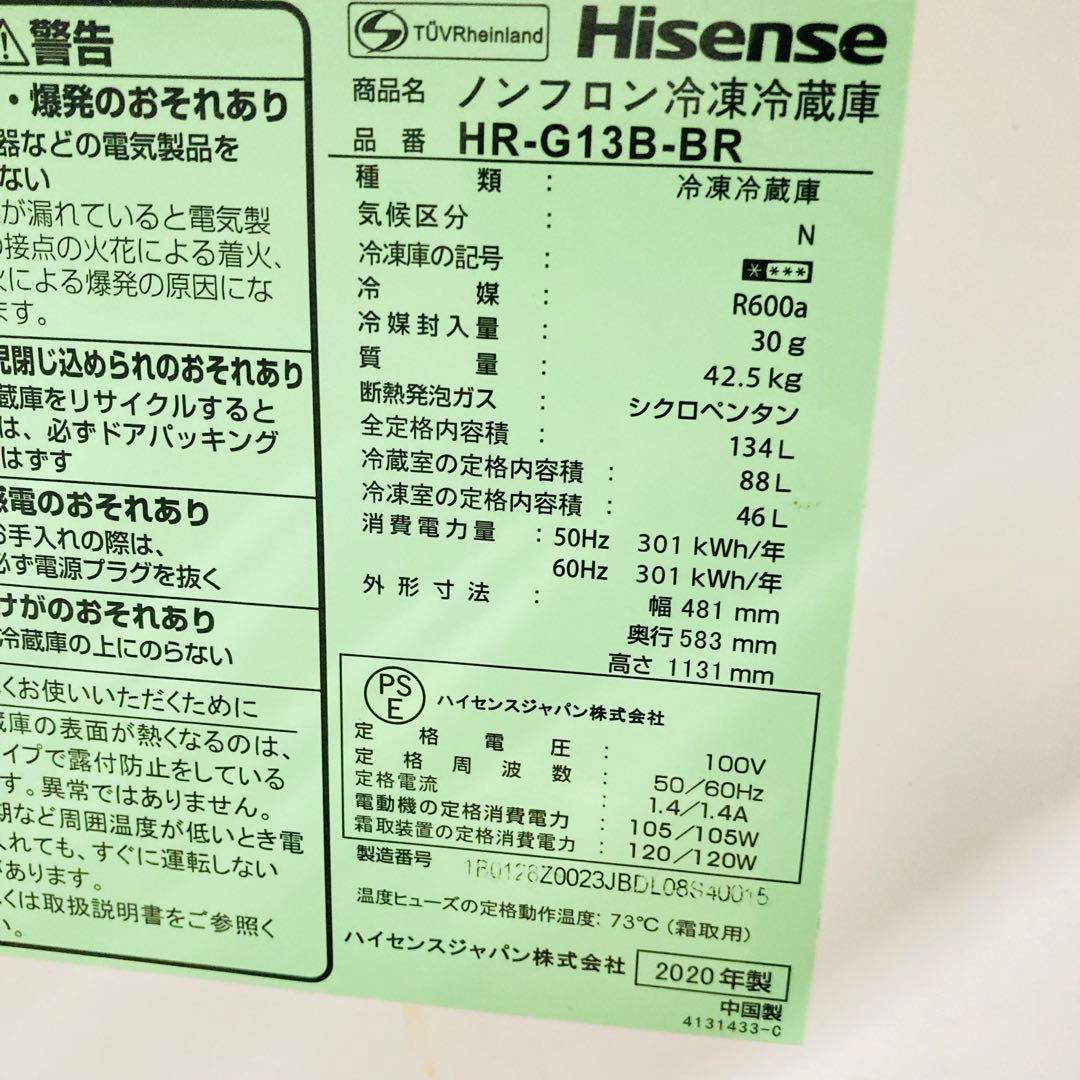 警告
・爆発のおそれあり
器などの電気製品を
ない
が漏れていると電気製
接点の火花による着火、
による爆発の原因にな
ます。
閉じ込められのおそれあり
蔵庫をリサイクルすると
は、必ずドアパッキング
はずす
感電のおそれあり
お手入れの際は、
必ず電源プラグを抜く
けがのおそれあり
冷蔵庫の上にのらない
くお使いいただくために
蔵庫の表面が熱くなるのは、
イプで露付防止をしている
す。異常ではありません。
期など周囲温度が低いとき電
入れても、すぐに運転しない
があります。
くは取扱説明書をご参照く
い。
TÜVRheinland
Hisense
商品名 ノンフロン冷凍冷蔵庫
品番 HR-G13B-BR
種類 : 冷凍冷蔵庫
気候区分 : N
冷凍庫の記号 : * ***
冷媒 : R600a
冷媒封入量 : 30 g
質量 : 42.5 kg
断熱発泡ガス : シクロペンタン
全定格内容積 : 134 L
冷蔵室の定格内容積 : 88 L
冷凍室の定格内容積 : 46 L
消費電力量 : 50Hz 301 kWh/年
60Hz 301 kWh/年
外形寸法 : 幅 481 mm
奥行 583 mm
高さ 1131 mm
PSE ハイセンスジャパン株式会社
定格電圧 : 100V
定格周波数 : 50/60Hz
定格電流 : 1.4/1.4A
電動機の定格消費電力 : 105/105W
霜取装置の定格消費電力 : 120/120W
製造番号 1R0126Z0023JBDL08S40015
温度ヒューズの定格動作温度: 73℃ (霜取用)
ハイセンスジャパン株式会社 2020年製
中国製
4131433-C